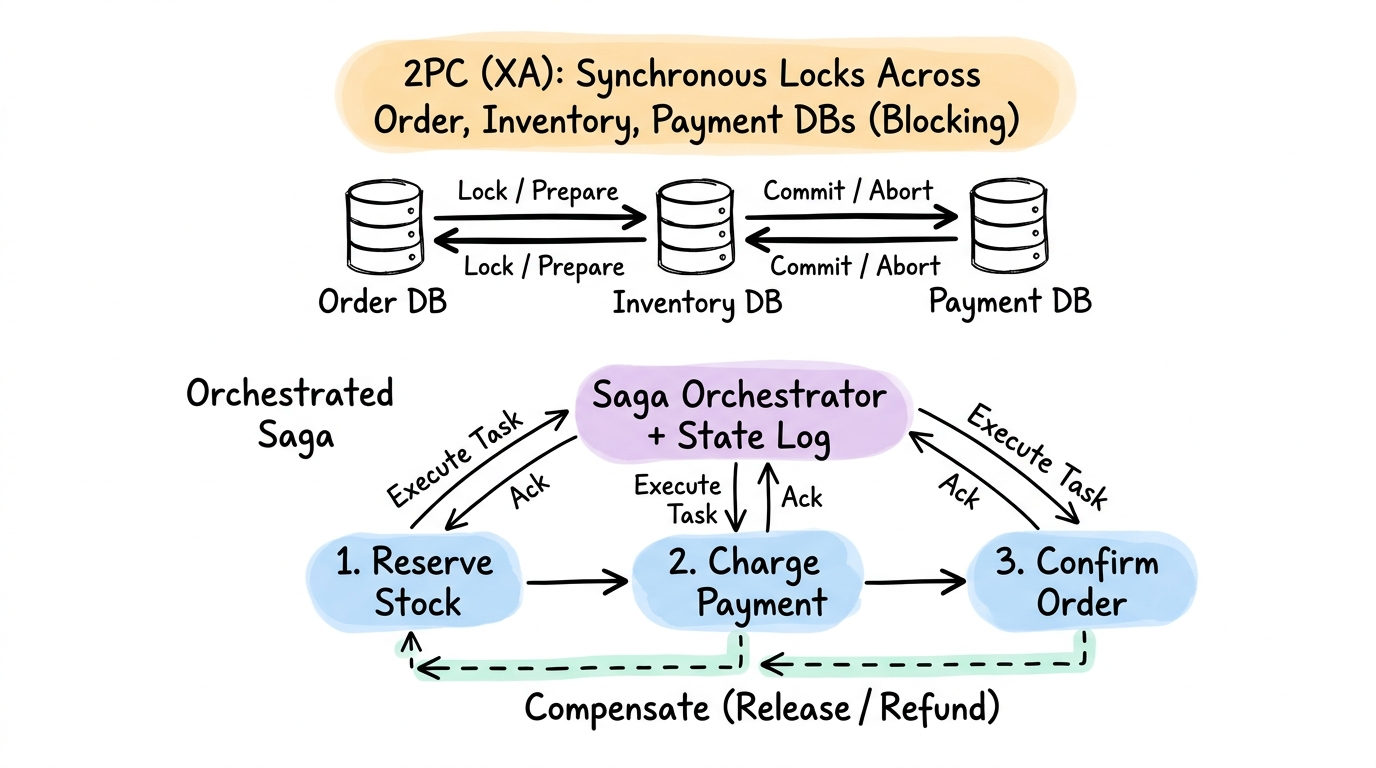 2PC (XA): Synchronous Locks Across
Order, Inventory, Payment DBs (Blocking)
Lock / Prepare
Commit / Abort
Lock / Prepare
Commit / Abort
Order DB
Inventory DB
Payment DB
Orchestrated
Saga
Saga Orchestrator
+ State Log
Execute Task
Ack
Execute
Task
Ack
Execute Task
Ack
1. Reserve
Stock
2. Charge
Payment
3. Confirm
Order
Compensate (Release / Refund)